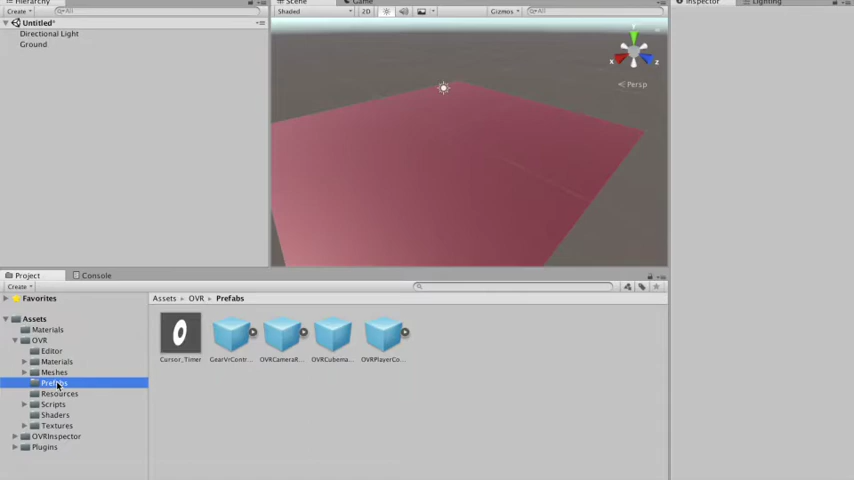 Hierarchy
Create
All
Untitled*
Directional Light
Ground
Scene
Game
Shaded
2D
Gizmos
All
Y
X
Z
Persp
Inspector
Lighting
Project
Console
Create
Favorites
Assets
Materials
OVR
Editor
Materials
Meshes
Prefabs
Resources
Scripts
Shaders
Textures
OVRInspector
Plugins
Assets OVR Prefabs
Cursor_Timer GearVrContr... OVRCameraR... OVRCubema... OVRPlayerCo...